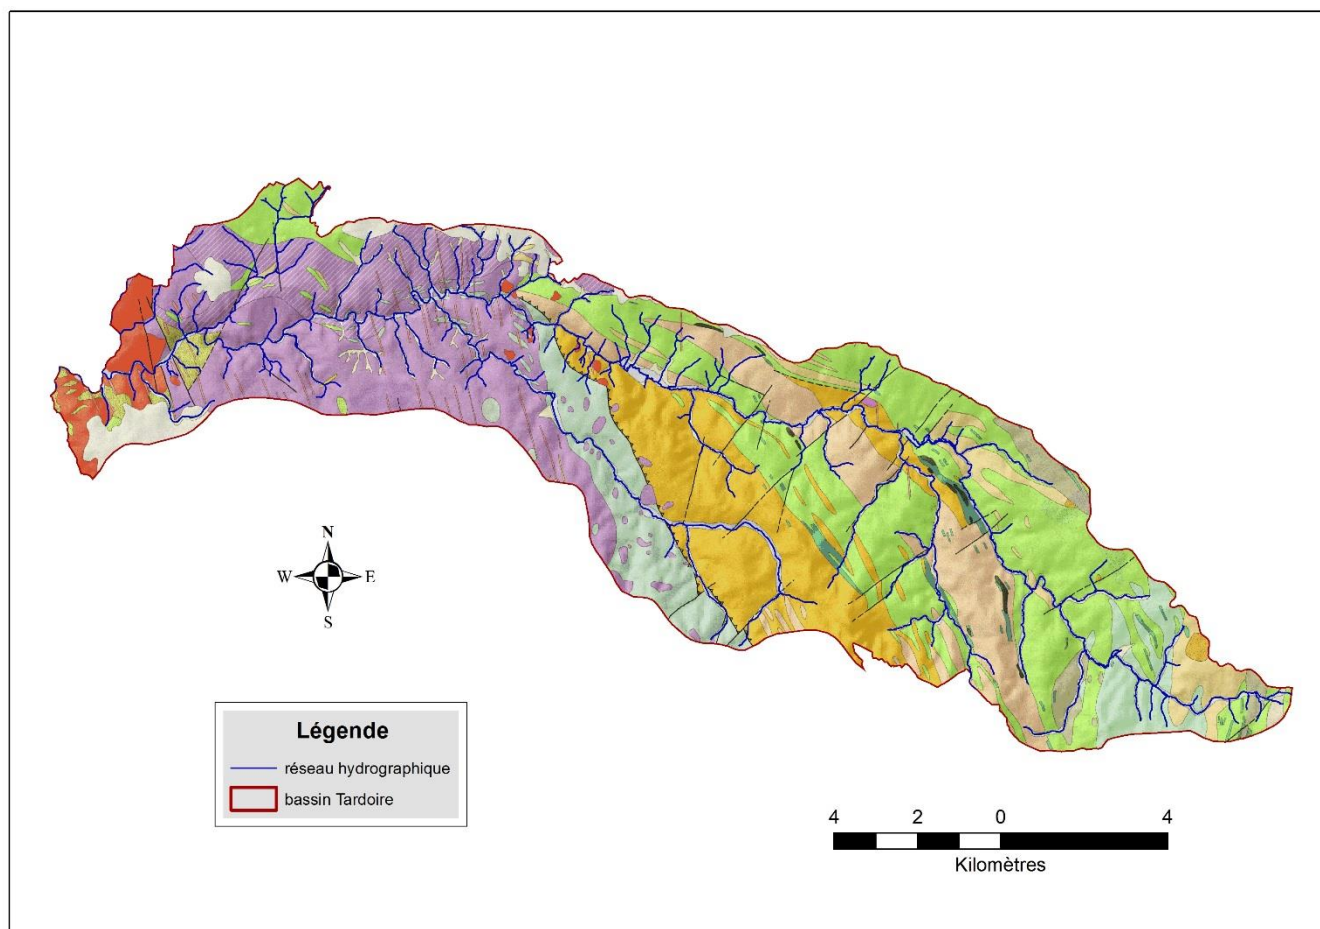 N
W E
S
Légende
réseau hydrographique
bassin Tardoire
4 2 0 4
Kilomètres